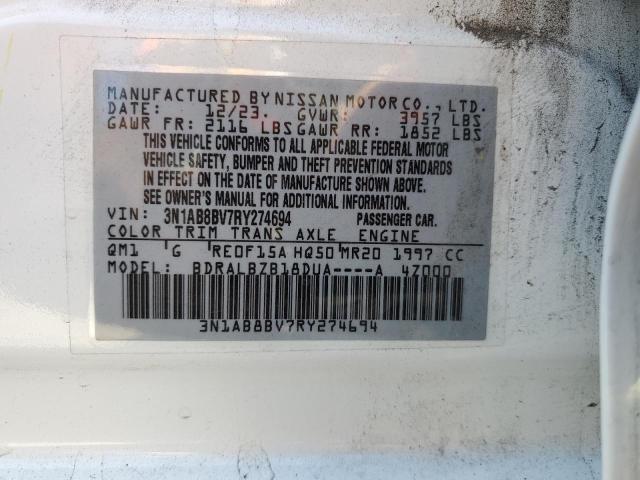 MANUFACTURED BY NISSAN MOTOR CO., LTD.
DATE: 12/23. GVWR: 3957 LBS
GAWR FR: 2116 LBS GAWR RR: 1852 LBS
THIS VEHICLE CONFORMS TO ALL APPLICABLE FEDERAL MOTOR
VEHICLE SAFETY, BUMPER AND THEFT PREVENTION STANDARDS
IN EFFECT ON THE DATE OF MANUFACTURE SHOWN ABOVE.
SEE OWNER'S MANUAL FOR ADDITIONAL INFORMATION.
VIN: 3N1AB8BV7RY274694 PASSENGER CAR.
COLOR TRIM TRANS AXLE ENGINE
QM1 G RE0F15A HQ50 MR20 1997 CC
MODEL: BDRALBZB18DUA----A 4Z000
3N1AB8BV7RY274694